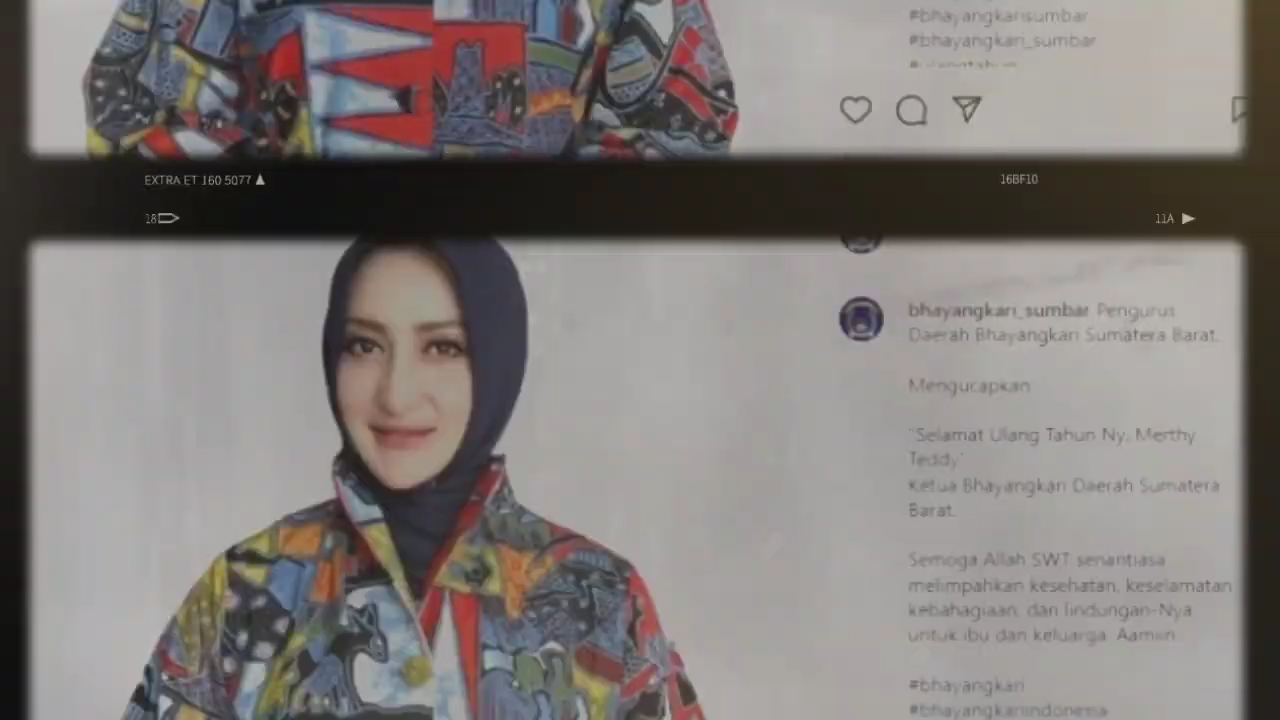 #bhayangkarisumbar
#bhayangkari_sumbar
#ulangtahun
EXTRA ET 160 5077
16BF10
18
11A
bhayangkari_sumbar Pengurus
Daerah Bhayangkari Sumatera Barat.
Mengucapkan
"Selamat Ulang Tahun Ny. Merthy
Teddy"
Ketua Bhayangkari Daerah Sumatera
Barat.
Semoga Allah SWT senantiasa
melimpahkan kesehatan, keselamatan
kebahagiaan, dan lindungan-Nya
untuk ibu dan keluarga. Aamiin
#bhayangkari
#bhayangkariindonesia